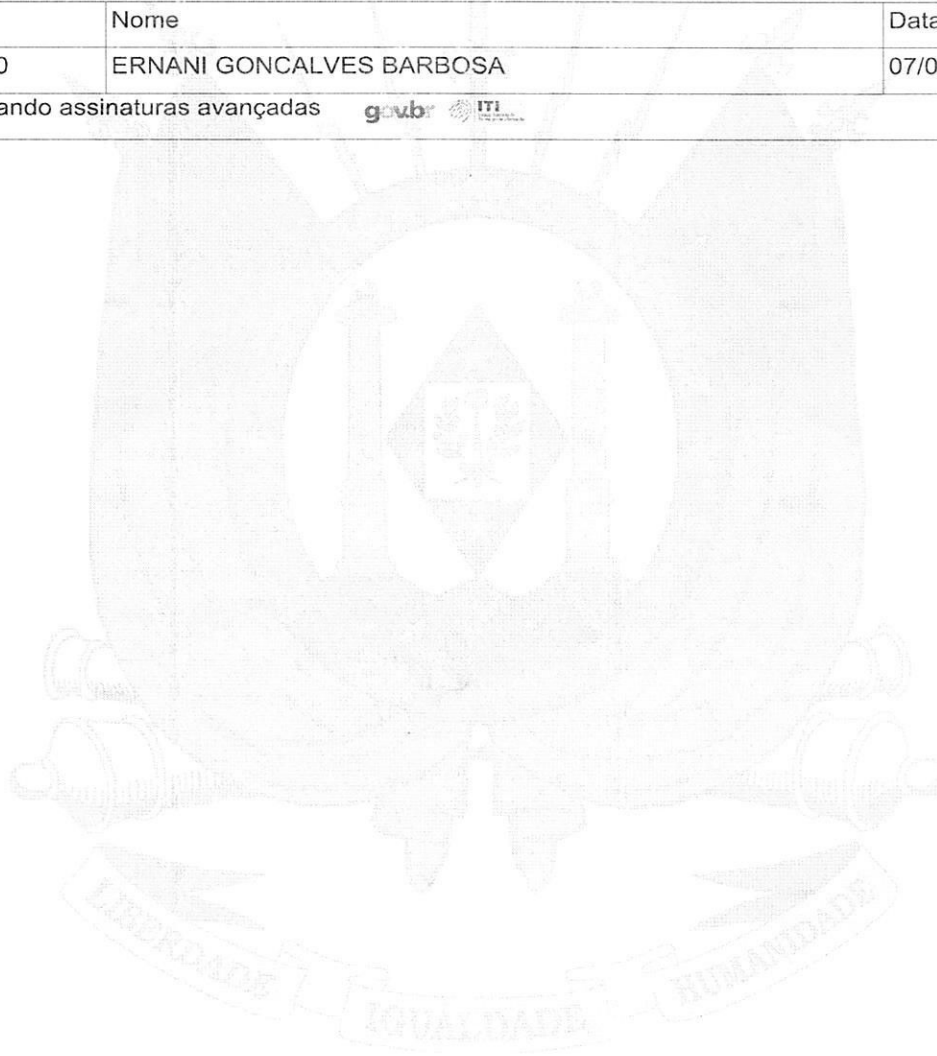 Nome Data
0 ERNANI GONCALVES BARBOSA 07/0
ando assinaturas avançadas gov.br ITI
LIBERDADE IGUALDADE HUMANIDADE